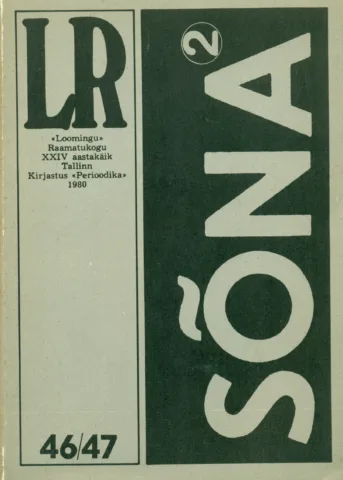 LR
«Loomingu»
Raamatukogu
XXIV aastakäik
Tallinn
Kirjastus «Perioodika»
1980
46/47
SÕNA
2